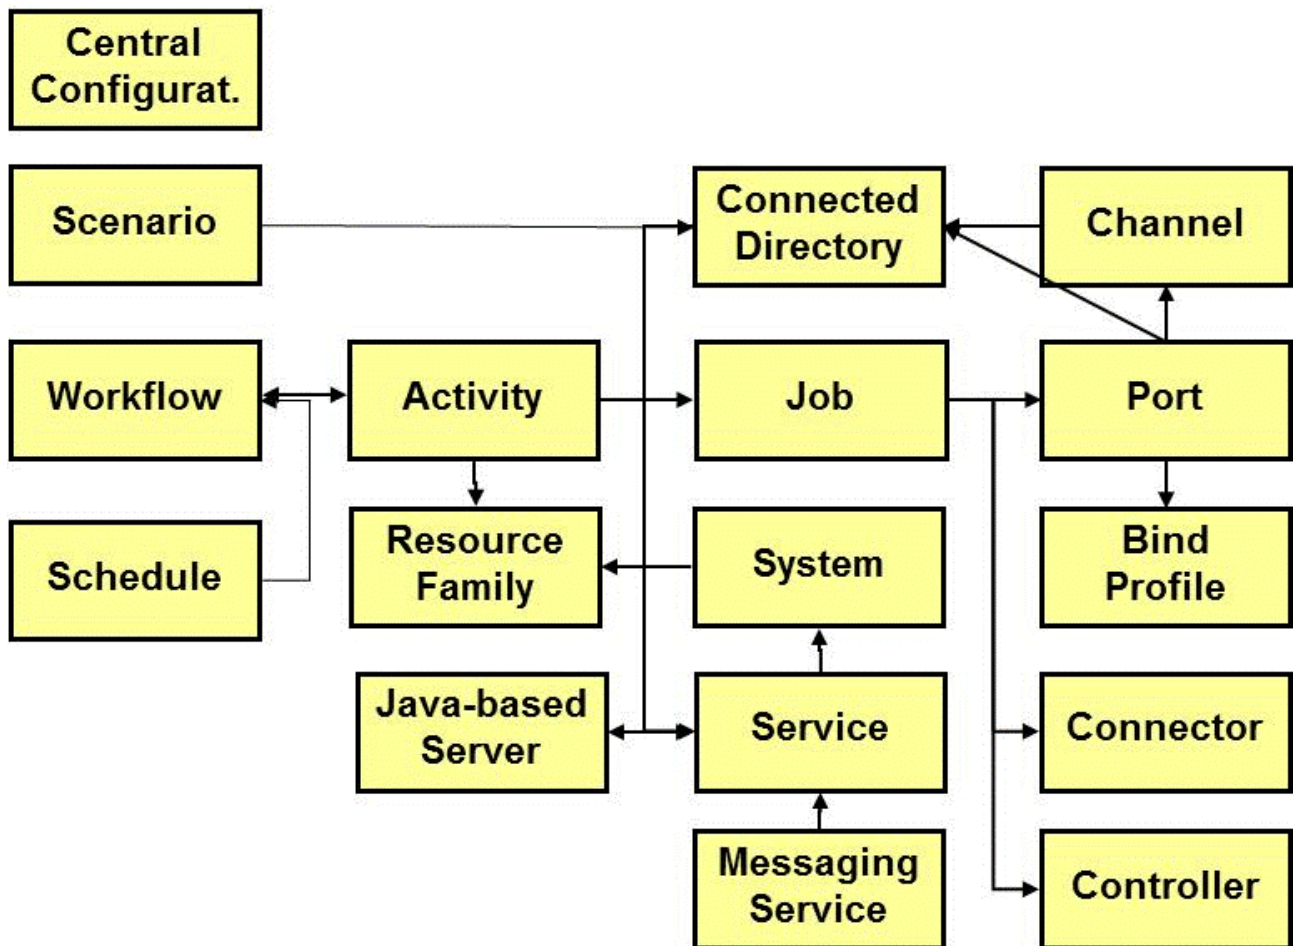 Central
Configurat.
Scenario
Connected
Directory
Channel
Workflow
Activity
Job
Port
Schedule
Resource
Family
System
Bind
Profile
Java-based
Server
Service
Connector
Messaging
Service
Controller